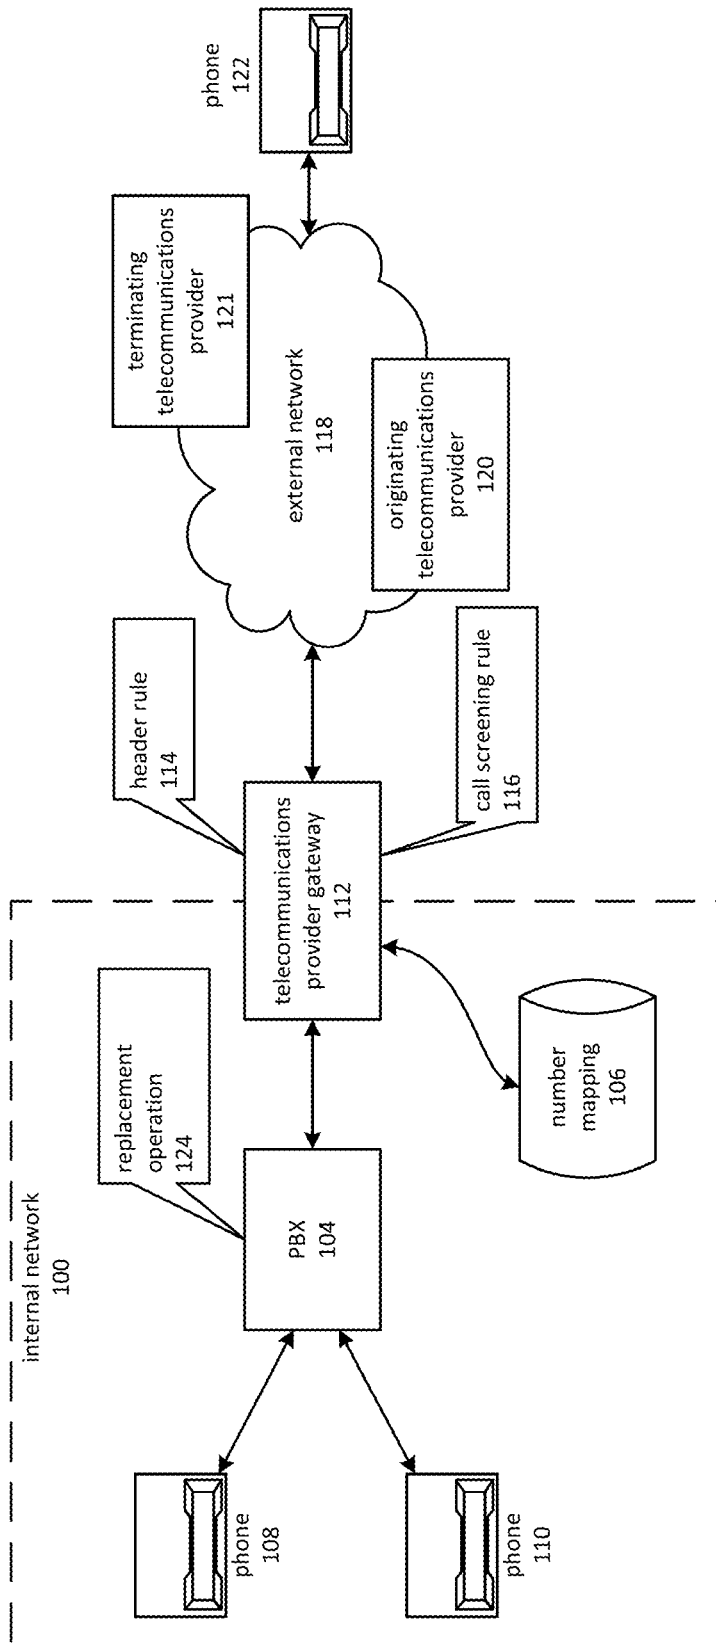 internal network
100
phone
108
phone
110
PBX
104
replacement
operation
124
number
mapping
106
telecommunications
provider gateway
112
header rule
114
call screening rule
116
external network
118
originating
telecommunications
provider
120
terminating
telecommunications
provider
121
phone
122